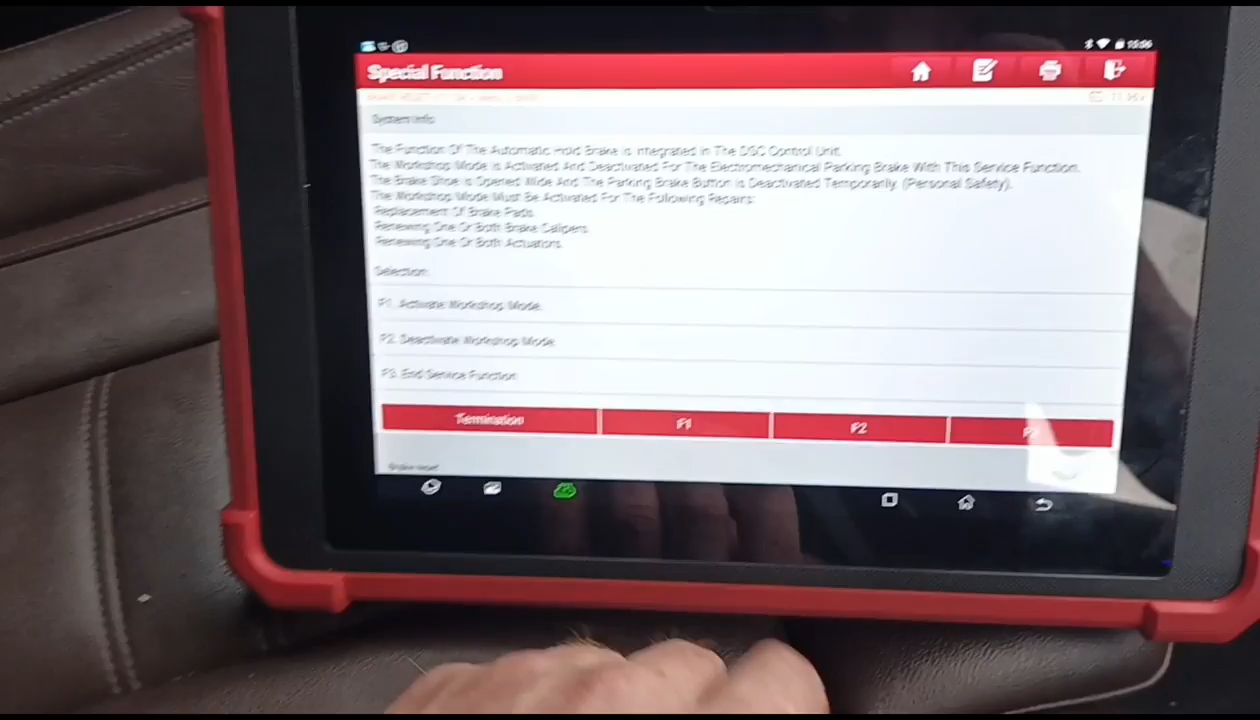 15:06
Special Function
System Info
The Function Of The Automatic Hold Brake is Integrated in The DSC Control Unit.
The Workshop Mode is Activated And Deactivated For The Electromechanical Parking Brake With This Service Function.
The Brake Shoe is Opened Wide And The Parking Brake Button is Deactivated Temporarily. (Personal Safety).
The Workshop Mode Must Be Activated For The Following Repairs:
Replacement Of Brake Pads.
Renewing One Or Both Brake Calipers.
Renewing One Or Both Actuators.
Selection:
F1. Activate Workshop Mode.
F2. Deactivate Workshop Mode.
F3. End Service Function
Termination F1 F2
Brake reset